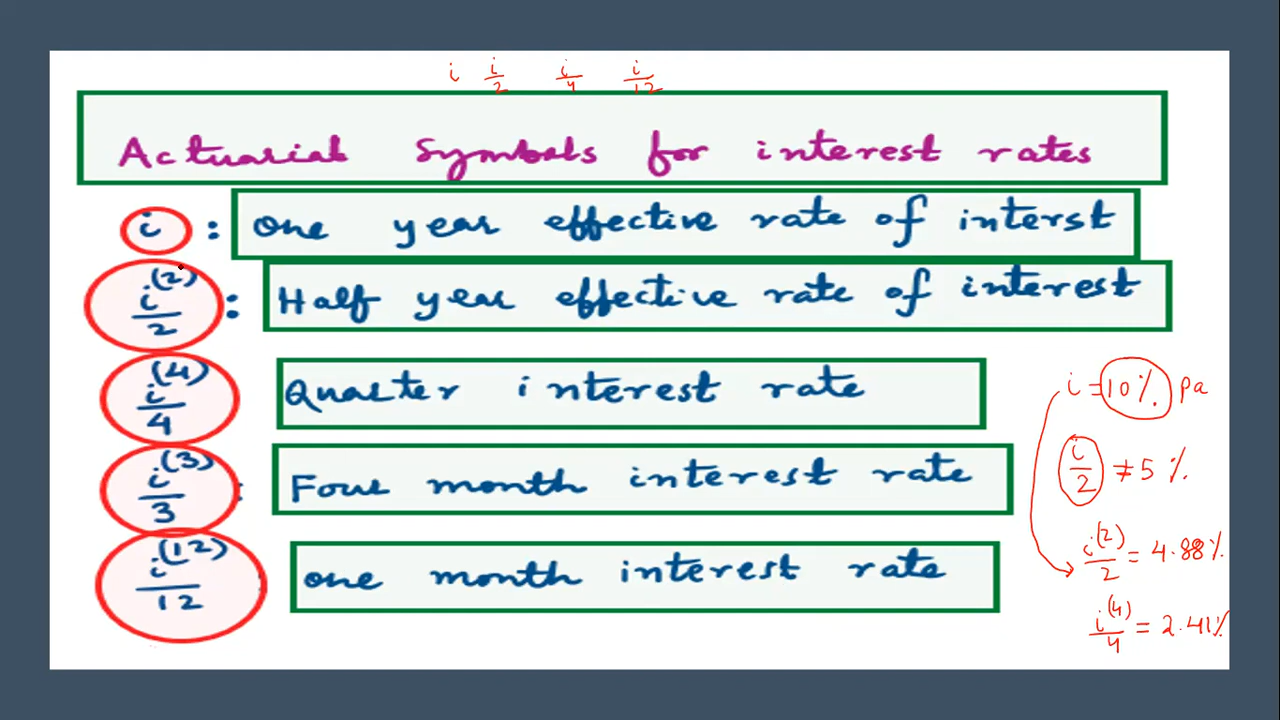 i i/2 i/4 i/12
Actuarial Symbols for interest rates
i : One year effective rate of interst
i^(2)/2 : Half year effective rate of interest
i^(4)/4 Quarter interest rate
i = 10% pa
i^(3)/3 : Four month interest rate
i/2 ≠ 5%
i^(12)/12 one month interest rate
i^(2)/2 = 4.88%
i^(4)/4 = 2.41%